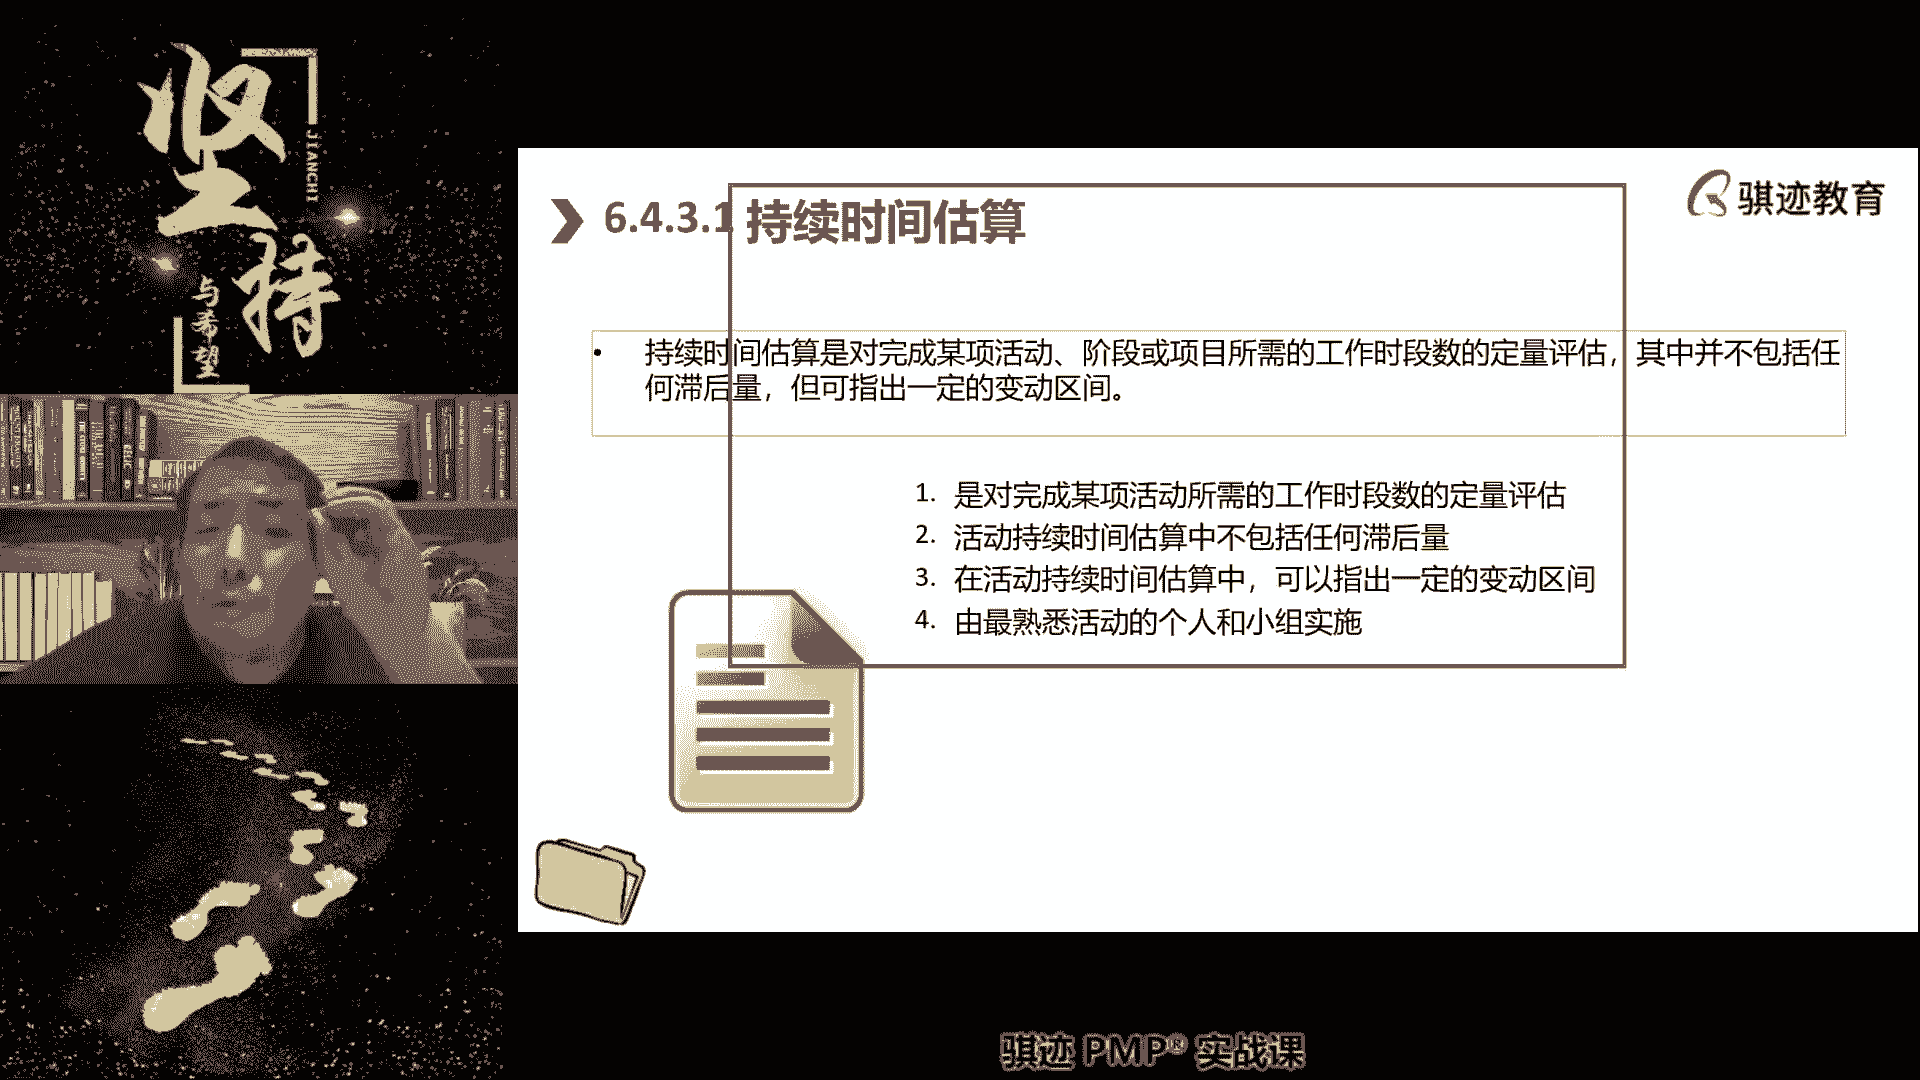 坚持
JIANCHI
与希望
骐迹教育
6.4.3.1 持续时间估算
• 持续时间估算是对完成某项活动、阶段或项目所需的工作时段数的定量评估，其中并不包括任
何滞后量，但可指出一定的变动区间。
1. 是对完成某项活动所需的工作时段数的定量评估
2. 活动持续时间估算中不包括任何滞后量
3. 在活动持续时间估算中，可以指出一定的变动区间
4. 由最熟悉活动的个人和小组实施
骐迹 PMP® 实战课